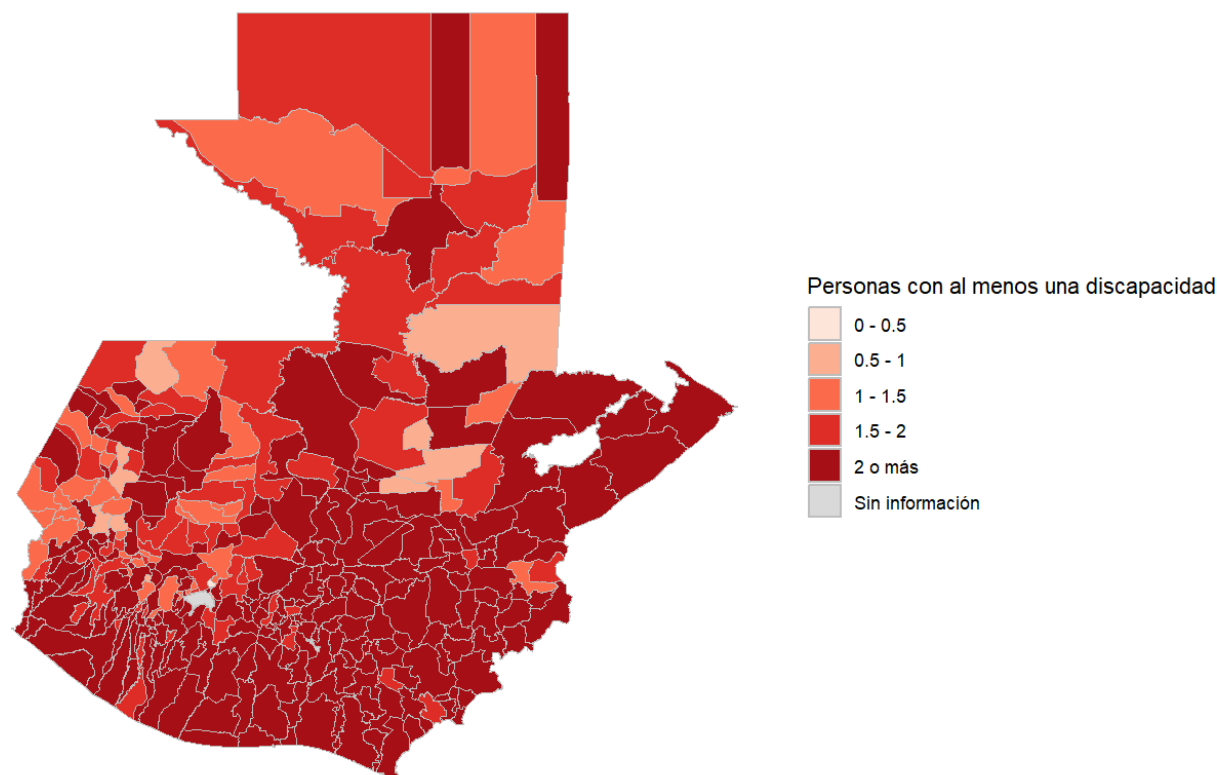 Personas con al menos una discapacidad
0 - 0.5
0.5 - 1
1 - 1.5
1.5 - 2
2 o más
Sin información